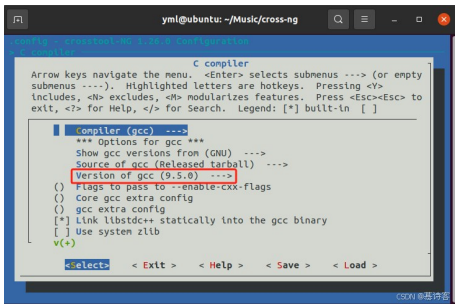 yml@ubuntu: ~/Music/cross-ng
.config - crosstool-NG 1.26.0 Configuration
▸ C compiler
C compiler
Arrow keys navigate the menu.  <Enter> selects submenus ---> (or empty
submenus ----).  Highlighted letters are hotkeys.  Pressing <Y>
includes, <N> excludes, <M> modularizes features.  Press <Esc><Esc> to
exit, <?> for Help, </> for Search.  Legend: [*] built-in  [ ]
Compiler (gcc)  --->
*** Options for gcc ***
Show gcc versions from (GNU)  --->
Source of gcc (Released tarball)  --->
Version of gcc (9.5.0)  --->
() Flags to pass to --enable-cxx-flags
() Core gcc extra config
() gcc extra config
[*] Link libstdc++ statically into the gcc binary
[ ] Use system zlib
v(+)
<Select>    < Exit >    < Help >    < Save >    < Load >
CSDN @基诗客